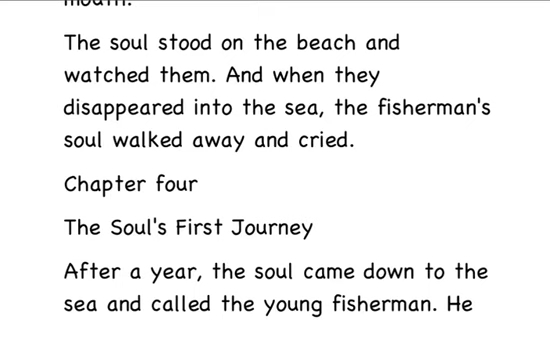 mouth.
The soul stood on the beach and
watched them. And when they
disappeared into the sea, the fisherman's
soul walked away and cried.
Chapter four
The Soul's First Journey
After a year, the soul came down to the
sea and called the young fisherman. He